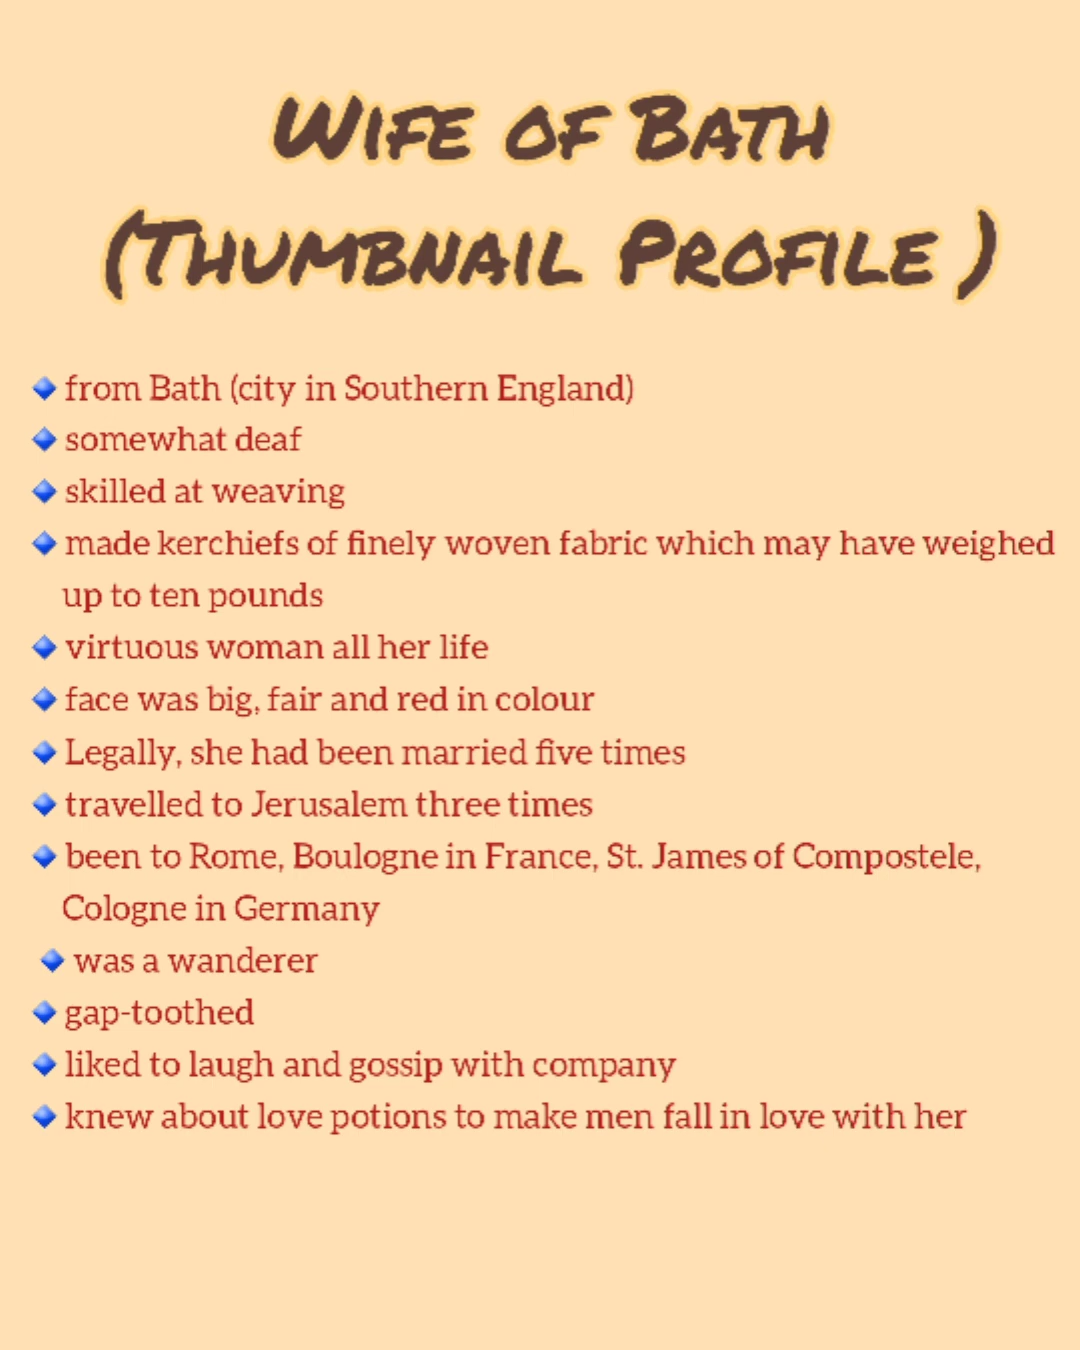 Wife of Bath
(Thumbnail Profile )
🔹from Bath (city in Southern England)
🔹somewhat deaf
🔹skilled at weaving
🔹made kerchiefs of finely woven fabric which may have weighed
up to ten pounds
🔹virtuous woman all her life
🔹face was big, fair and red in colour
🔹Legally, she had been married five times
🔹travelled to Jerusalem three times
🔹been to Rome, Boulogne in France, St. James of Compostele,
Cologne in Germany
🔹was a wanderer
🔹gap-toothed
🔹liked to laugh and gossip with company
🔹knew about love potions to make men fall in love with her